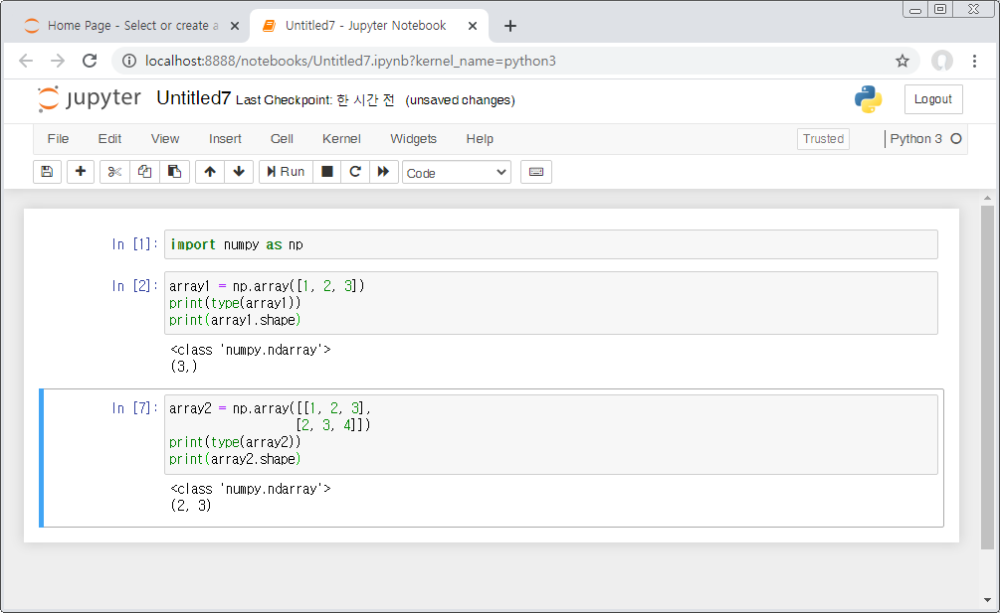 Home Page - Select or create a
Untitled7 - Jupyter Notebook
localhost:8888/notebooks/Untitled7.ipynb?kernel_name=python3
jupyter Untitled7 Last Checkpoint: 한 시간 전 (unsaved changes)
Logout
File Edit View Insert Cell Kernel Widgets Help
Trusted
Python 3
Run
Code
In [1]: import numpy as np
In [2]: array1 = np.array([1, 2, 3])
print(type(array1))
print(array1.shape)
<class 'numpy.ndarray'>
(3,)
In [7]: array2 = np.array([[1, 2, 3],
[2, 3, 4]])
print(type(array2))
print(array2.shape)
<class 'numpy.ndarray'>
(2, 3)